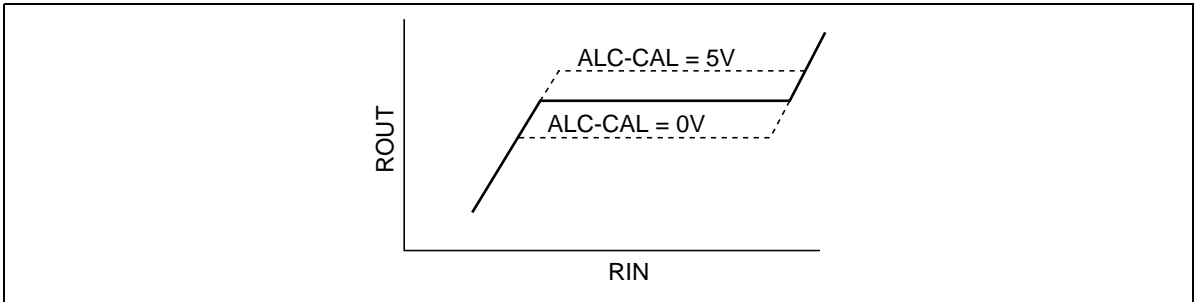 ALC-CAL = 5V
ALC-CAL = 0V
ROUT
RIN